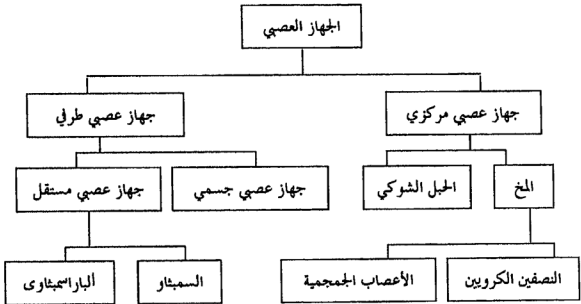 الجهاز العصبي
جهاز عصبي مركزي
جهاز عصبي طرفي
المخ
الحبل الشوكي
جهاز عصبي جسمي
جهاز عصبي مستقل
النصفين الكرويين
الأعصاب الجمجمية
السمبثاو
ألباراسمبثاوى